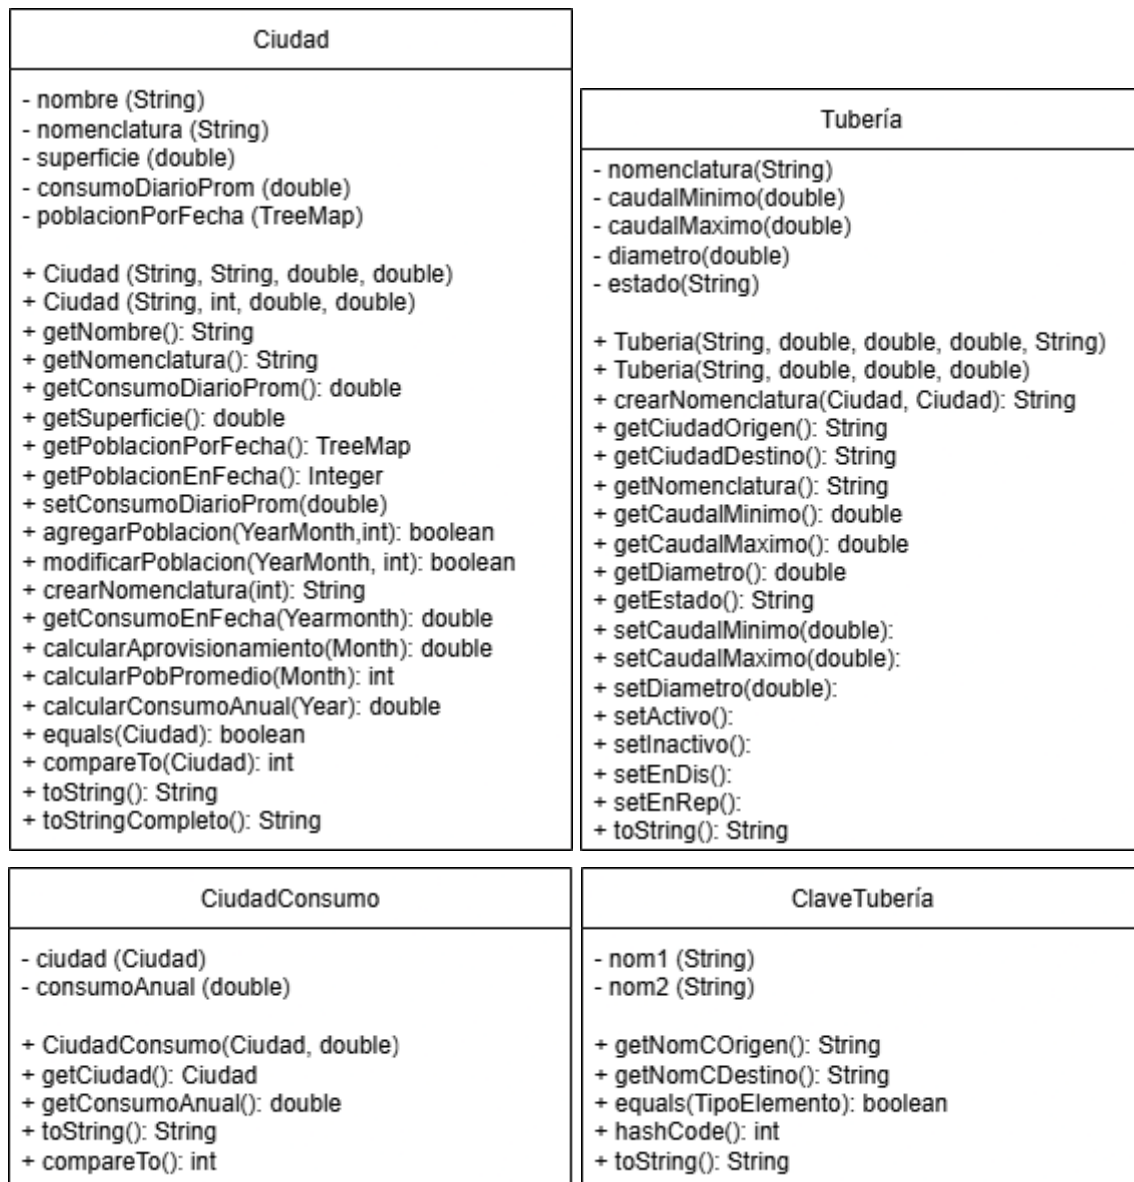 Ciudad
- nombre (String)
- nomenclatura (String)
- superficie (double)
- consumoDiarioProm (double)
- poblacionPorFecha (TreeMap)
+ Ciudad (String, String, double, double)
+ Ciudad (String, int, double, double)
+ getNombre(): String
+ getNomenclatura(): String
+ getConsumoDiarioProm(): double
+ getSuperficie(): double
+ getPoblacionPorFecha(): TreeMap
+ getPoblacionEnFecha(): Integer
+ setConsumoDiarioProm(double)
+ agregarPoblacion(YearMonth,int): boolean
+ modificarPoblacion(YearMonth, int): boolean
+ crearNomenclatura(int): String
+ getConsumoEnFecha(Yearmonth): double
+ calcularAprovisionamiento(Month): double
+ calcularPobPromedio(Month): int
+ calcularConsumoAnual(Year): double
+ equals(Ciudad): boolean
+ compareTo(Ciudad): int
+ toString(): String
+ toStringCompleto(): String
Tubería
- nomenclatura(String)
- caudalMinimo(double)
- caudalMaximo(double)
- diametro(double)
- estado(String)
+ Tuberia(String, double, double, double, String)
+ Tuberia(String, double, double, double)
+ crearNomenclatura(Ciudad, Ciudad): String
+ getCiudadOrigen(): String
+ getCiudadDestino(): String
+ getNomenclatura(): String
+ getCaudalMinimo(): double
+ getCaudalMaximo(): double
+ getDiametro(): double
+ getEstado(): String
+ setCaudalMinimo(double):
+ setCaudalMaximo(double):
+ setDiametro(double):
+ setActivo():
+ setInactivo():
+ setEnDis():
+ setEnRep():
+ toString(): String
CiudadConsumo
- ciudad (Ciudad)
- consumoAnual (double)
+ CiudadConsumo(Ciudad, double)
+ getCiudad(): Ciudad
+ getConsumoAnual(): double
+ toString(): String
+ compareTo(): int
ClaveTubería
- nom1 (String)
- nom2 (String)
+ getNomCOrigen(): String
+ getNomCDestino(): String
+ equals(TipoElemento): boolean
+ hashCode(): int
+ toString(): String